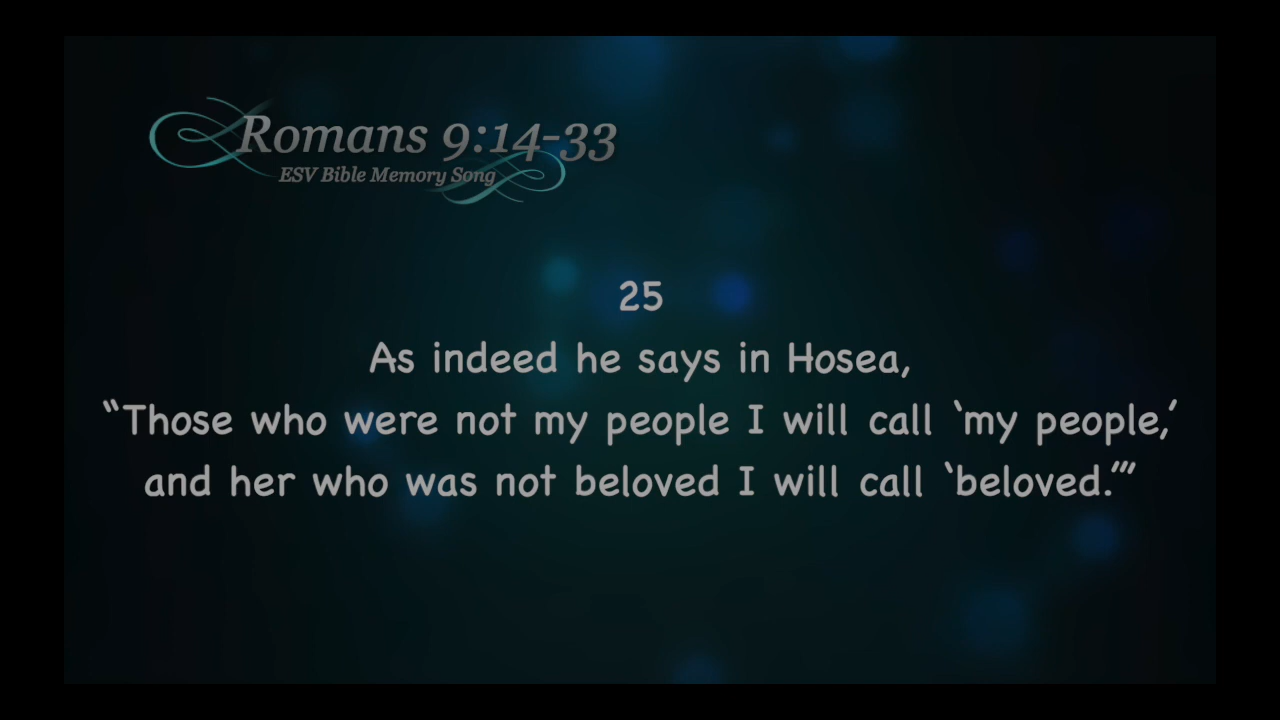 Romans 9:14-33
ESV Bible Memory Song
25
As indeed he says in Hosea,
“Those who were not my people I will call ‘my people,’
and her who was not beloved I will call ‘beloved.’”